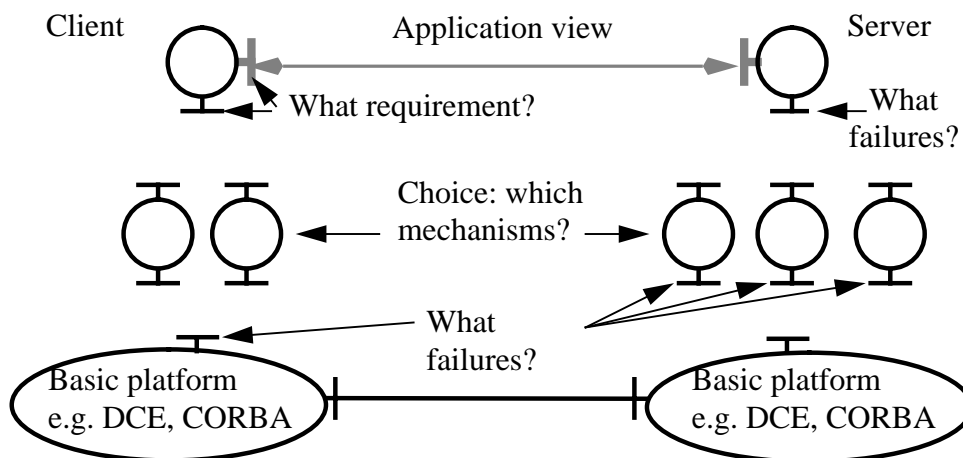 Client
Application view
Server
What requirement?
What
failures?
Choice: which
mechanisms?
What
failures?
Basic platform
e.g. DCE, CORBA
Basic platform
e.g. DCE, CORBA